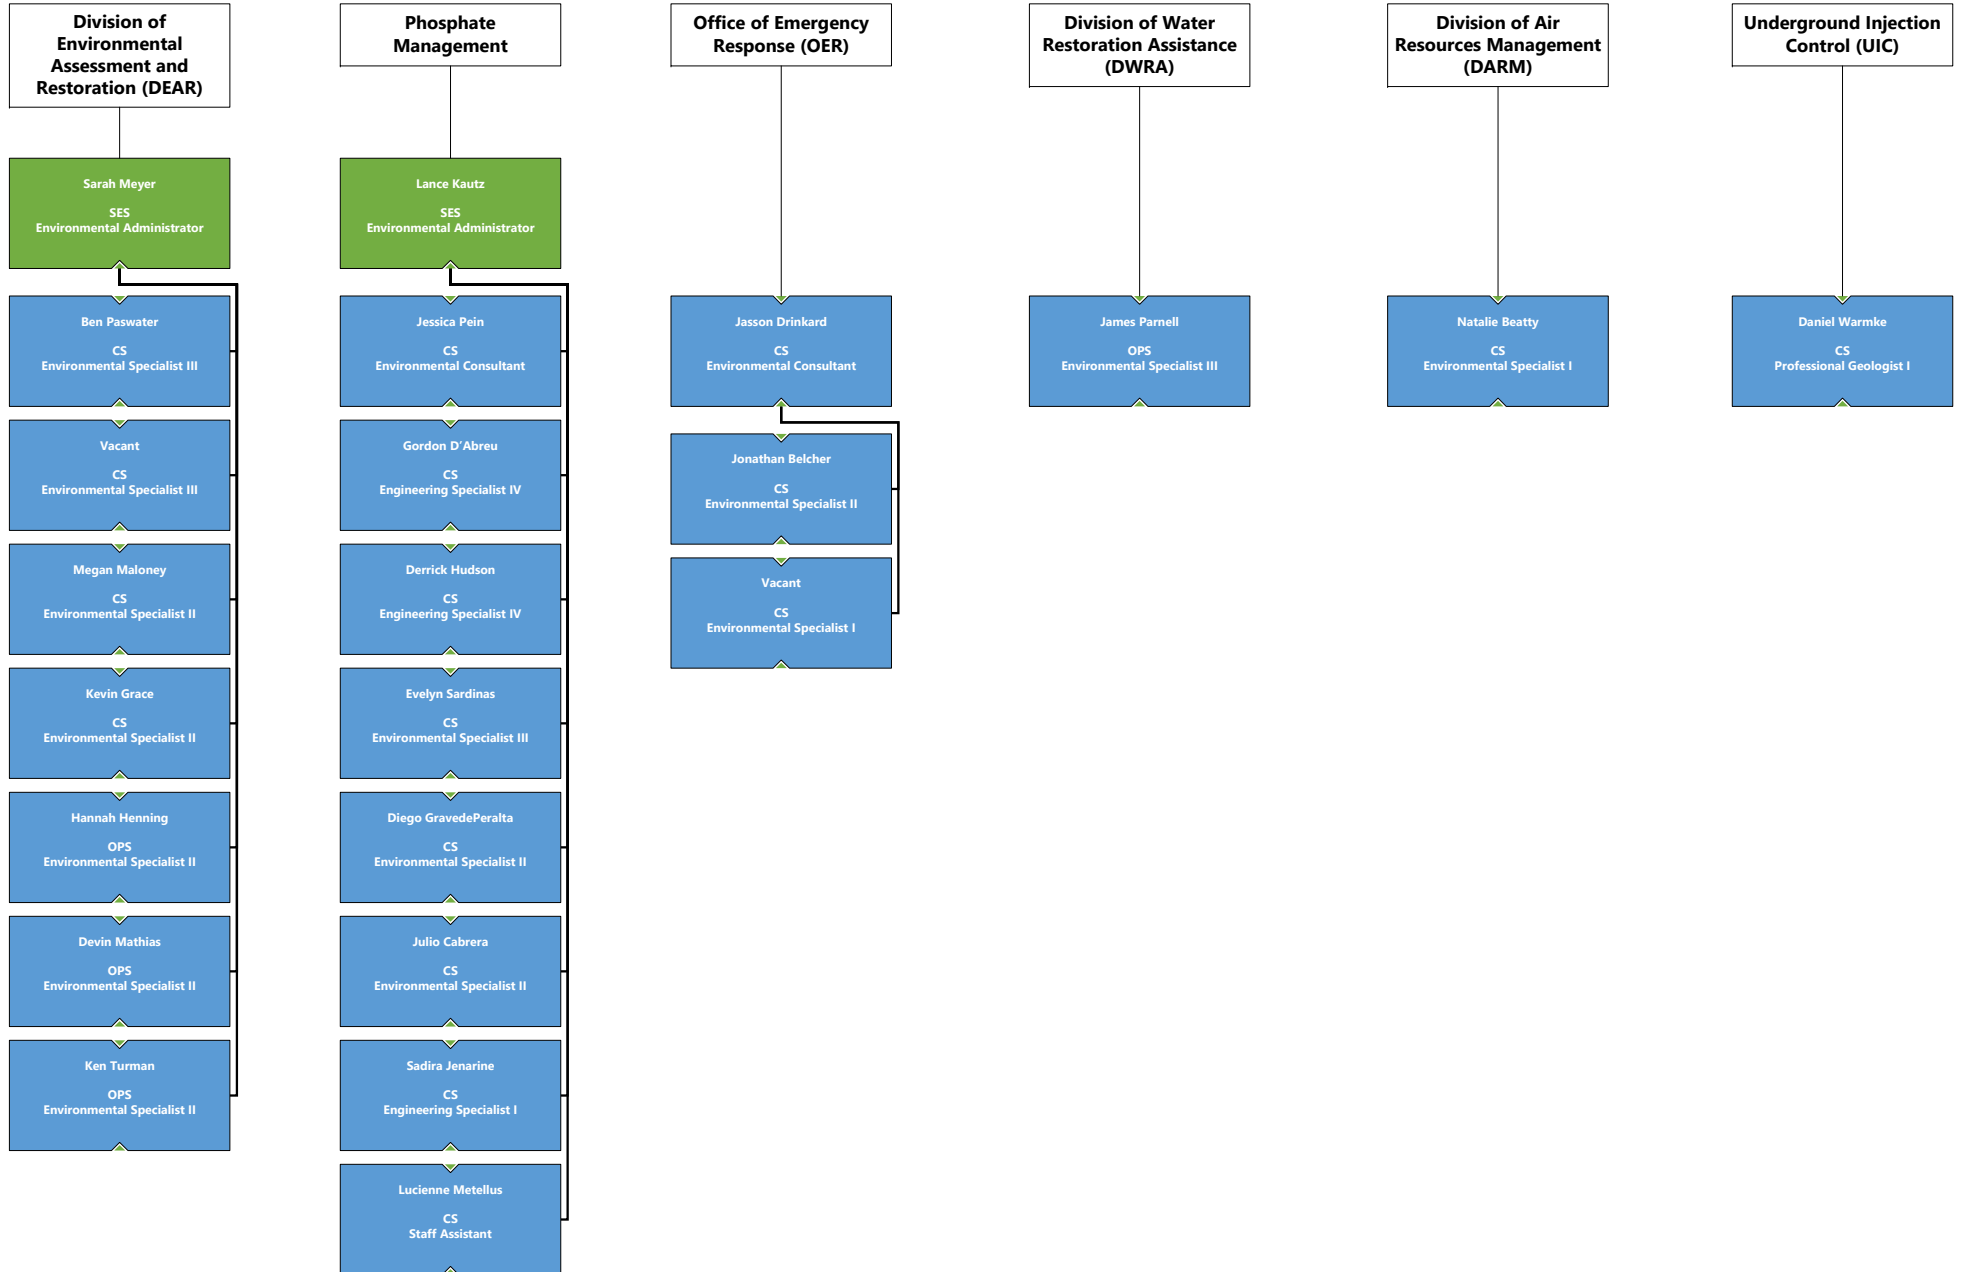 Division of
Environmental
Assessment and
Restoration (DEAR)
Sarah Meyer
SES
Environmental Administrator
Ben Paswater
CS
Environmental Specialist III
Vacant
CS
Environmental Specialist III
Megan Maloney
CS
Environmental Specialist II
Kevin Grace
CS
Environmental Specialist II
Hannah Henning
OPS
Environmental Specialist II
Devin Mathias
OPS
Environmental Specialist II
Ken Turman
OPS
Environmental Specialist II
Phosphate
Management
Lance Kautz
SES
Environmental Administrator
Jessica Pein
CS
Environmental Consultant
Gordon D'Abreu
CS
Engineering Specialist IV
Derrick Hudson
CS
Engineering Specialist IV
Evelyn Sardinas
CS
Environmental Specialist III
Diego GravedePeralta
CS
Environmental Specialist II
Julio Cabrera
CS
Environmental Specialist II
Sadira Jenarine
CS
Engineering Specialist I
Lucienne Metellus
CS
Staff Assistant
Office of Emergency
Response (OER)
Jasson Drinkard
CS
Environmental Consultant
Jonathan Belcher
CS
Environmental Specialist II
Vacant
CS
Environmental Specialist I
Division of Water
Restoration Assistance
(DWRA)
James Parnell
OPS
Environmental Specialist III
Division of Air
Resources Management
(DARM)
Natalie Beatty
CS
Environmental Specialist I
Underground Injection
Control (UIC)
Daniel Warmke
CS
Professional Geologist I